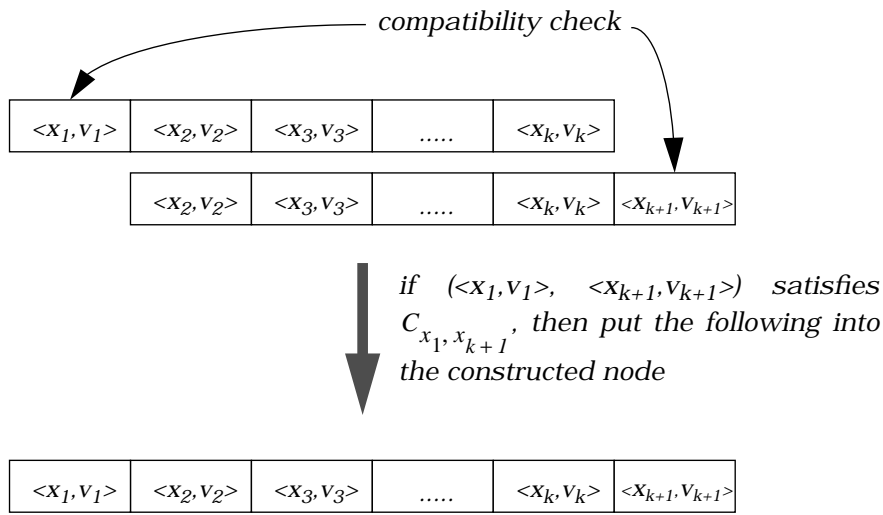 compatibility check
<x1,v1> <x2,v2> <x3,v3> ..... <xk,vk>
<x2,v2> <x3,v3> ..... <xk,vk> <xk+1,vk+1>
if (<x1,v1>, <xk+1,vk+1>) satisfies
Cx1, xk+1, then put the following into
the constructed node
<x1,v1> <x2,v2> <x3,v3> ..... <xk,vk> <xk+1,vk+1>